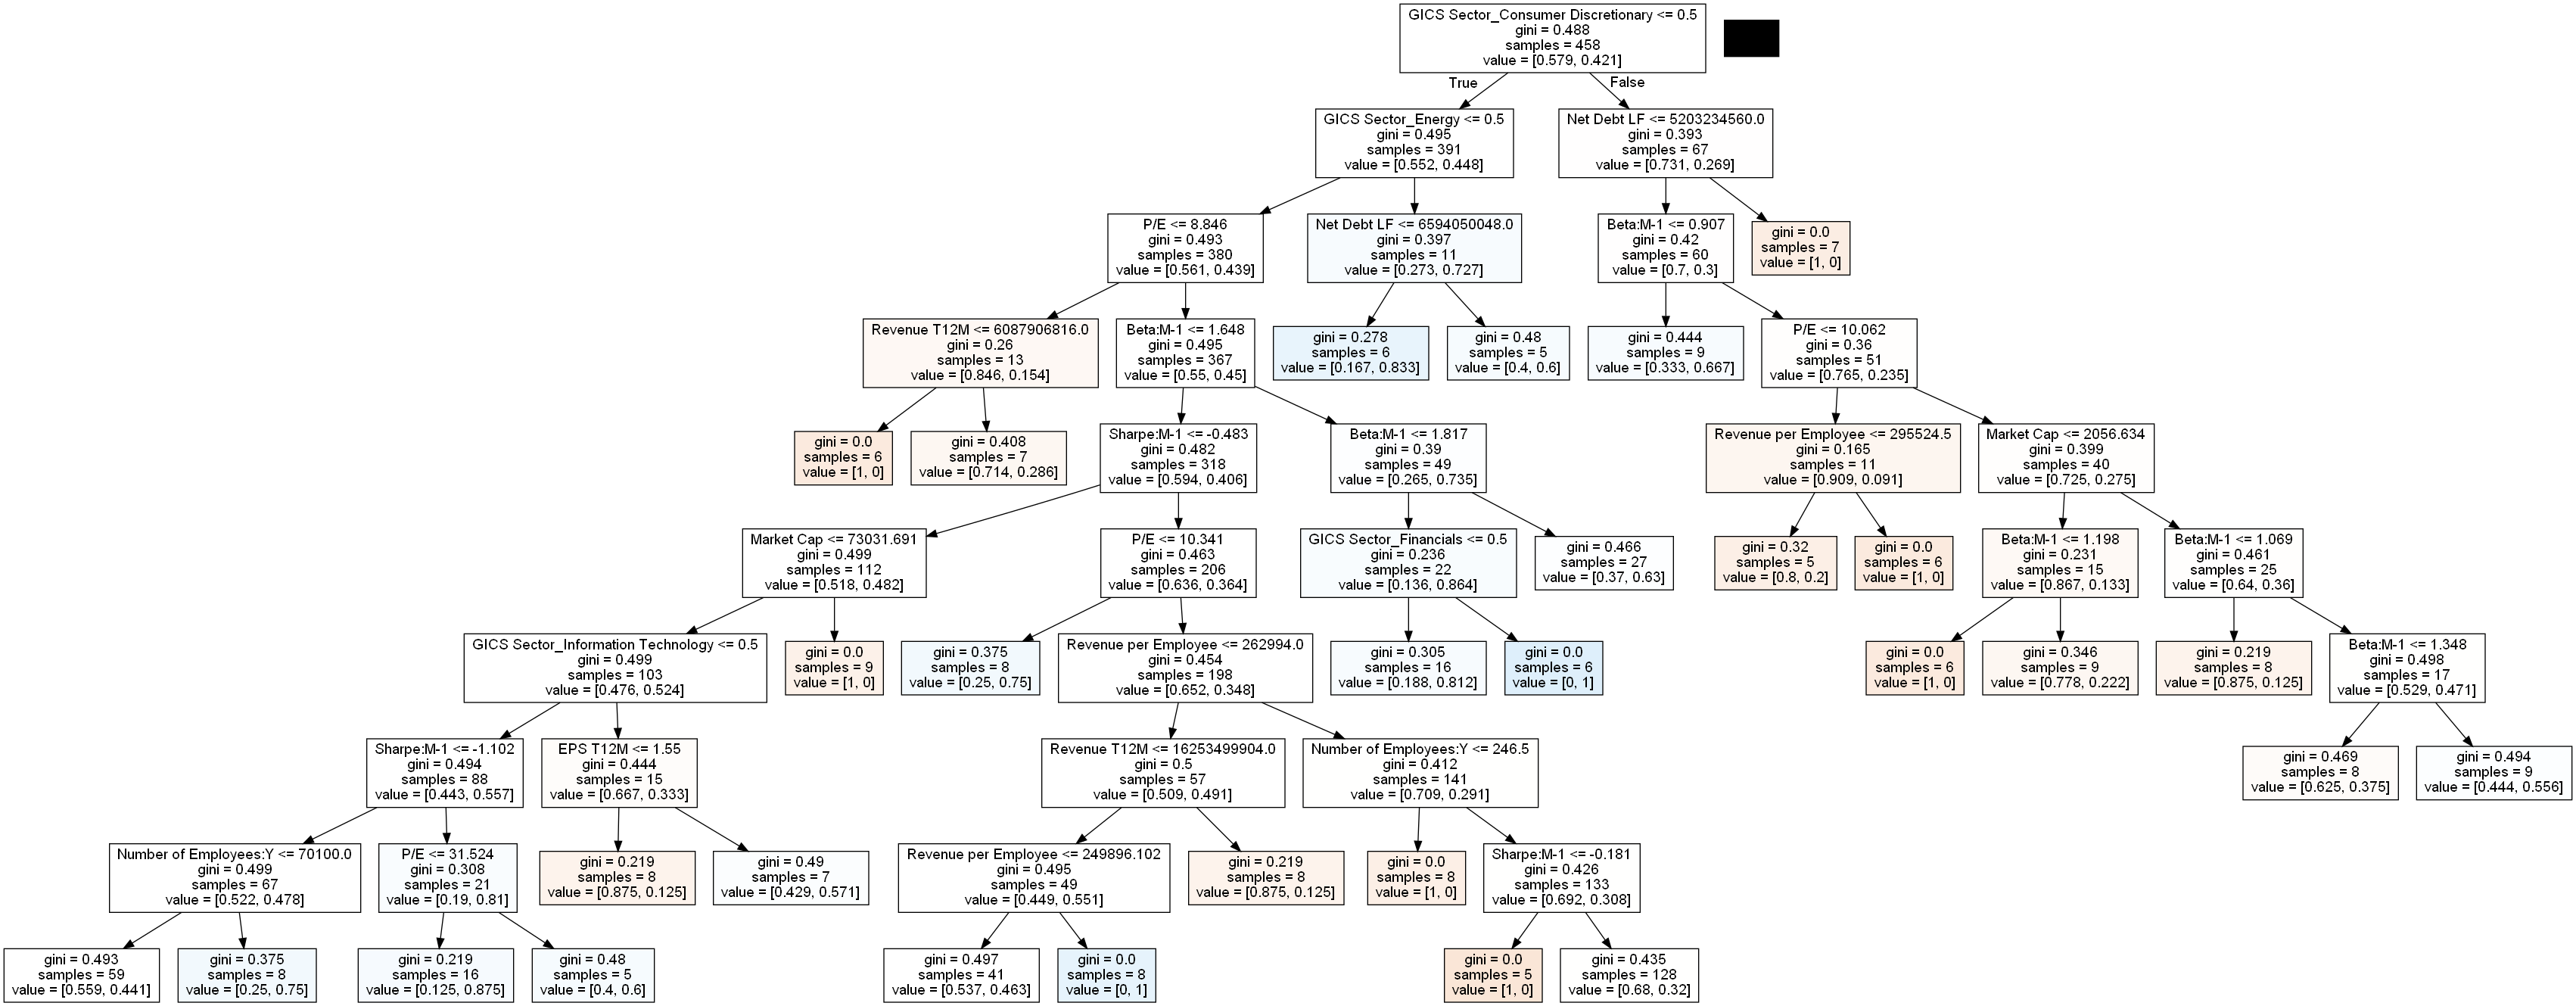 GICS Sector_Consumer Discretionary <= 0.5
gini = 0.488
samples = 458
value = [0.579, 0.421]
True
False
GICS Sector_Energy <= 0.5
gini = 0.495
samples = 391
value = [0.552, 0.448]
Net Debt LF <= 5203234560.0
gini = 0.393
samples = 67
value = [0.731, 0.269]
P/E <= 8.846
gini = 0.493
samples = 380
value = [0.561, 0.439]
Net Debt LF <= 6594050048.0
gini = 0.397
samples = 11
value = [0.273, 0.727]
Beta:M-1 <= 0.907
gini = 0.42
samples = 60
value = [0.7, 0.3]
gini = 0.0
samples = 7
value = [1, 0]
Revenue T12M <= 6087906816.0
gini = 0.26
samples = 13
value = [0.846, 0.154]
Beta:M-1 <= 1.648
gini = 0.495
samples = 367
value = [0.55, 0.45]
gini = 0.278
samples = 6
value = [0.167, 0.833]
gini = 0.48
samples = 5
value = [0.4, 0.6]
gini = 0.444
samples = 9
value = [0.333, 0.667]
P/E <= 10.062
gini = 0.36
samples = 51
value = [0.765, 0.235]
gini = 0.0
samples = 6
value = [1, 0]
gini = 0.408
samples = 7
value = [0.714, 0.286]
Sharpe:M-1 <= -0.483
gini = 0.482
samples = 318
value = [0.594, 0.406]
Beta:M-1 <= 1.817
gini = 0.39
samples = 49
value = [0.265, 0.735]
Revenue per Employee <= 295524.5
gini = 0.165
samples = 11
value = [0.909, 0.091]
Market Cap <= 2056.634
gini = 0.399
samples = 40
value = [0.725, 0.275]
Market Cap <= 73031.691
gini = 0.499
samples = 112
value = [0.518, 0.482]
P/E <= 10.341
gini = 0.463
samples = 206
value = [0.636, 0.364]
GICS Sector_Financials <= 0.5
gini = 0.236
samples = 22
value = [0.136, 0.864]
gini = 0.466
samples = 27
value = [0.37, 0.63]
gini = 0.32
samples = 5
value = [0.8, 0.2]
gini = 0.0
samples = 6
value = [1, 0]
Beta:M-1 <= 1.198
gini = 0.231
samples = 15
value = [0.867, 0.133]
Beta:M-1 <= 1.069
gini = 0.461
samples = 25
value = [0.64, 0.36]
GICS Sector_Information Technology <= 0.5
gini = 0.499
samples = 103
value = [0.476, 0.524]
gini = 0.0
samples = 9
value = [1, 0]
gini = 0.375
samples = 8
value = [0.25, 0.75]
Revenue per Employee <= 262994.0
gini = 0.454
samples = 198
value = [0.652, 0.348]
gini = 0.305
samples = 16
value = [0.188, 0.812]
gini = 0.0
samples = 6
value = [0, 1]
gini = 0.0
samples = 6
value = [1, 0]
gini = 0.346
samples = 9
value = [0.778, 0.222]
gini = 0.219
samples = 8
value = [0.875, 0.125]
Beta:M-1 <= 1.348
gini = 0.498
samples = 17
value = [0.529, 0.471]
Sharpe:M-1 <= -1.102
gini = 0.494
samples = 88
value = [0.443, 0.557]
EPS T12M <= 1.55
gini = 0.444
samples = 15
value = [0.667, 0.333]
Revenue T12M <= 16253499904.0
gini = 0.5
samples = 57
value = [0.509, 0.491]
Number of Employees:Y <= 246.5
gini = 0.412
samples = 141
value = [0.709, 0.291]
gini = 0.469
samples = 8
value = [0.625, 0.375]
gini = 0.494
samples = 9
value = [0.444, 0.556]
Number of Employees:Y <= 70100.0
gini = 0.499
samples = 67
value = [0.522, 0.478]
P/E <= 31.524
gini = 0.308
samples = 21
value = [0.19, 0.81]
gini = 0.219
samples = 8
value = [0.875, 0.125]
gini = 0.49
samples = 7
value = [0.429, 0.571]
Revenue per Employee <= 249896.102
gini = 0.495
samples = 49
value = [0.449, 0.551]
gini = 0.219
samples = 8
value = [0.875, 0.125]
gini = 0.0
samples = 8
value = [1, 0]
Sharpe:M-1 <= -0.181
gini = 0.426
samples = 133
value = [0.692, 0.308]
gini = 0.493
samples = 59
value = [0.559, 0.441]
gini = 0.375
samples = 8
value = [0.25, 0.75]
gini = 0.219
samples = 16
value = [0.125, 0.875]
gini = 0.48
samples = 5
value = [0.4, 0.6]
gini = 0.497
samples = 41
value = [0.537, 0.463]
gini = 0.0
samples = 8
value = [0, 1]
gini = 0.0
samples = 5
value = [1, 0]
gini = 0.435
samples = 128
value = [0.68, 0.32]